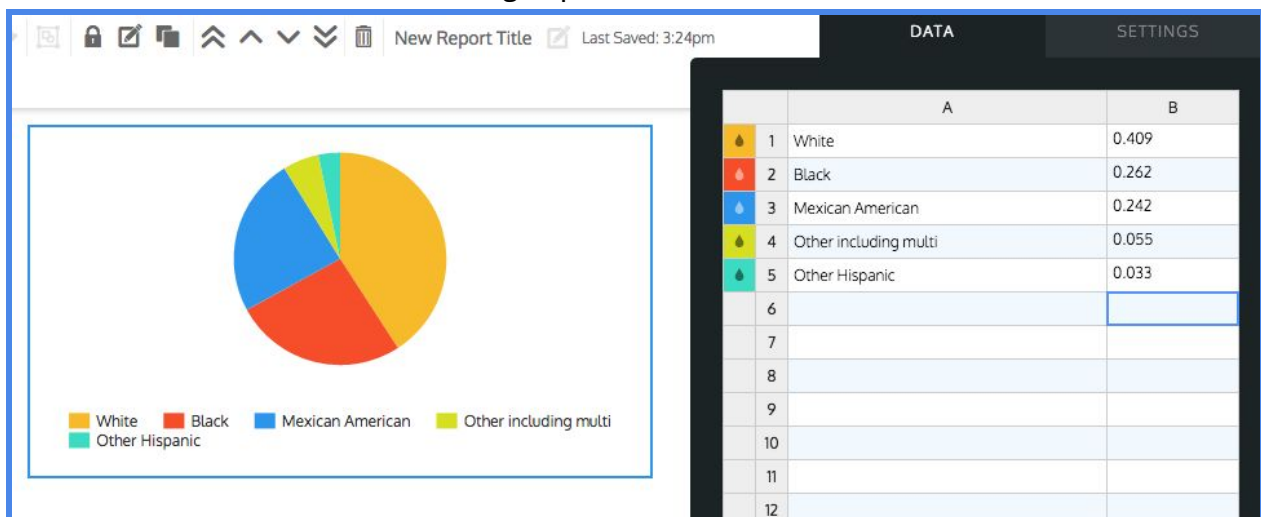 New Report Title Last Saved: 3:24pm
DATA SETTINGS
A B
1 White 0.409
2 Black 0.262
3 Mexican American 0.242
4 Other including multi 0.055
5 Other Hispanic 0.033
6
7
8
9
10
11
12
White Black Mexican American Other including multi
Other Hispanic